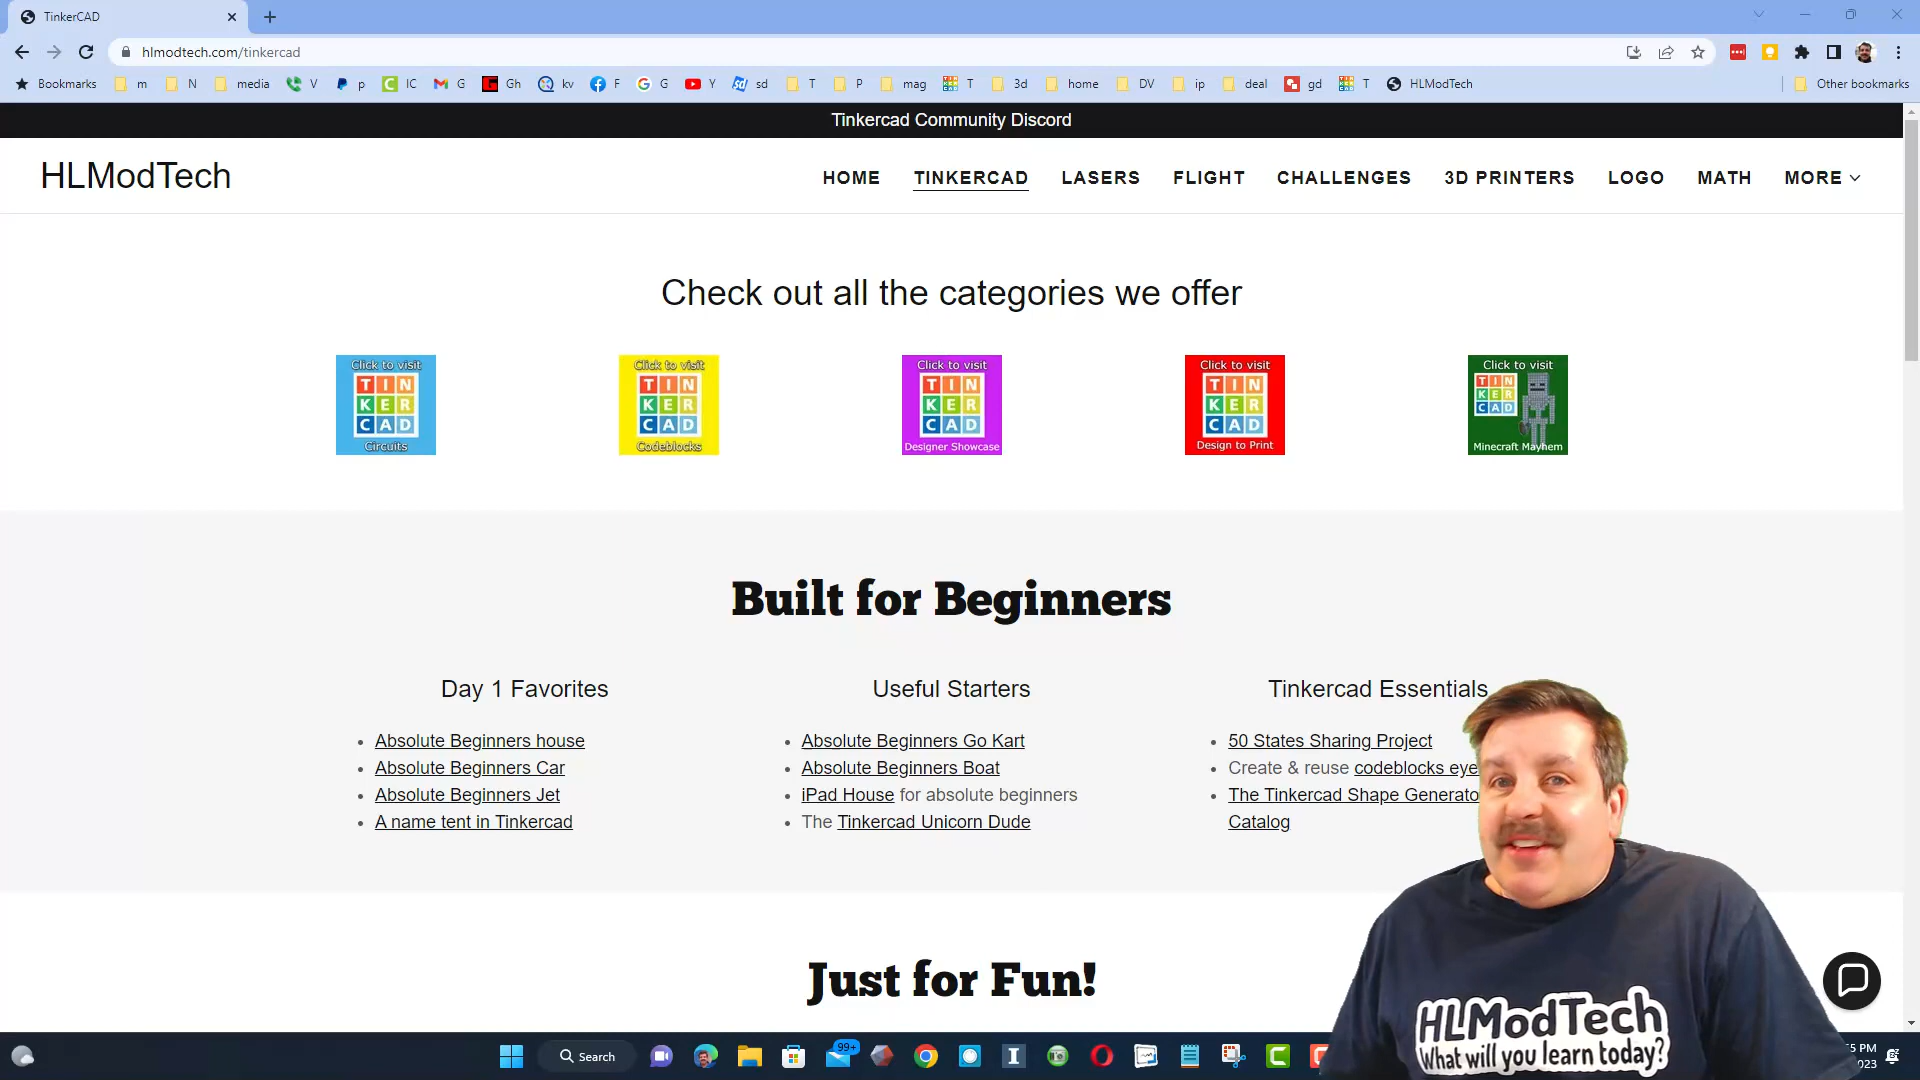 TinkerCAD
hlmodtech.com/tinkercad
Bookmarks m N media V p IC G Gh kv F G Y sd T P mag T 3d home DV ip deal gd T HLModTech Other bookmarks
Tinkercad Community Discord
HLModTech
HOME TINKERCAD LASERS FLIGHT CHALLENGES 3D PRINTERS LOGO MATH MORE
Check out all the categories we offer
Click to visit
TIN
KER
CAD
Circuits
Click to visit
TIN
KER
CAD
Codeblocks
Click to visit
TIN
KER
CAD
Designer Showcase
Click to visit
TIN
KER
CAD
Design to Print
Click to visit
TIN
KER
CAD
Minecraft Mayhem
Built for Beginners
Day 1 Favorites
Absolute Beginners house
Absolute Beginners Car
Absolute Beginners Jet
A name tent in Tinkercad
Useful Starters
Absolute Beginners Go Kart
Absolute Beginners Boat
iPad House for absolute beginners
The Tinkercad Unicorn Dude
Tinkercad Essentials
50 States Sharing Project
Create & reuse codeblocks eye
The Tinkercad Shape Generato
Catalog
Just for Fun!
HLModTech
What will you learn today?
Search
99+
5 PM
023